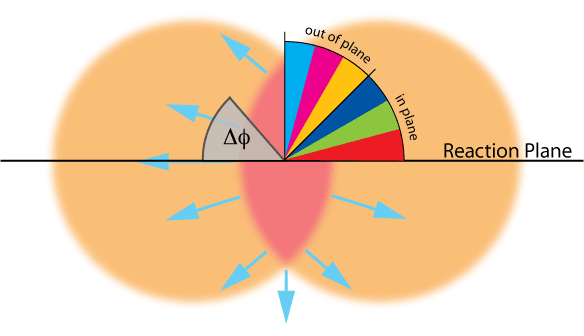 out of plane
in plane
Δϕ
Reaction Plane